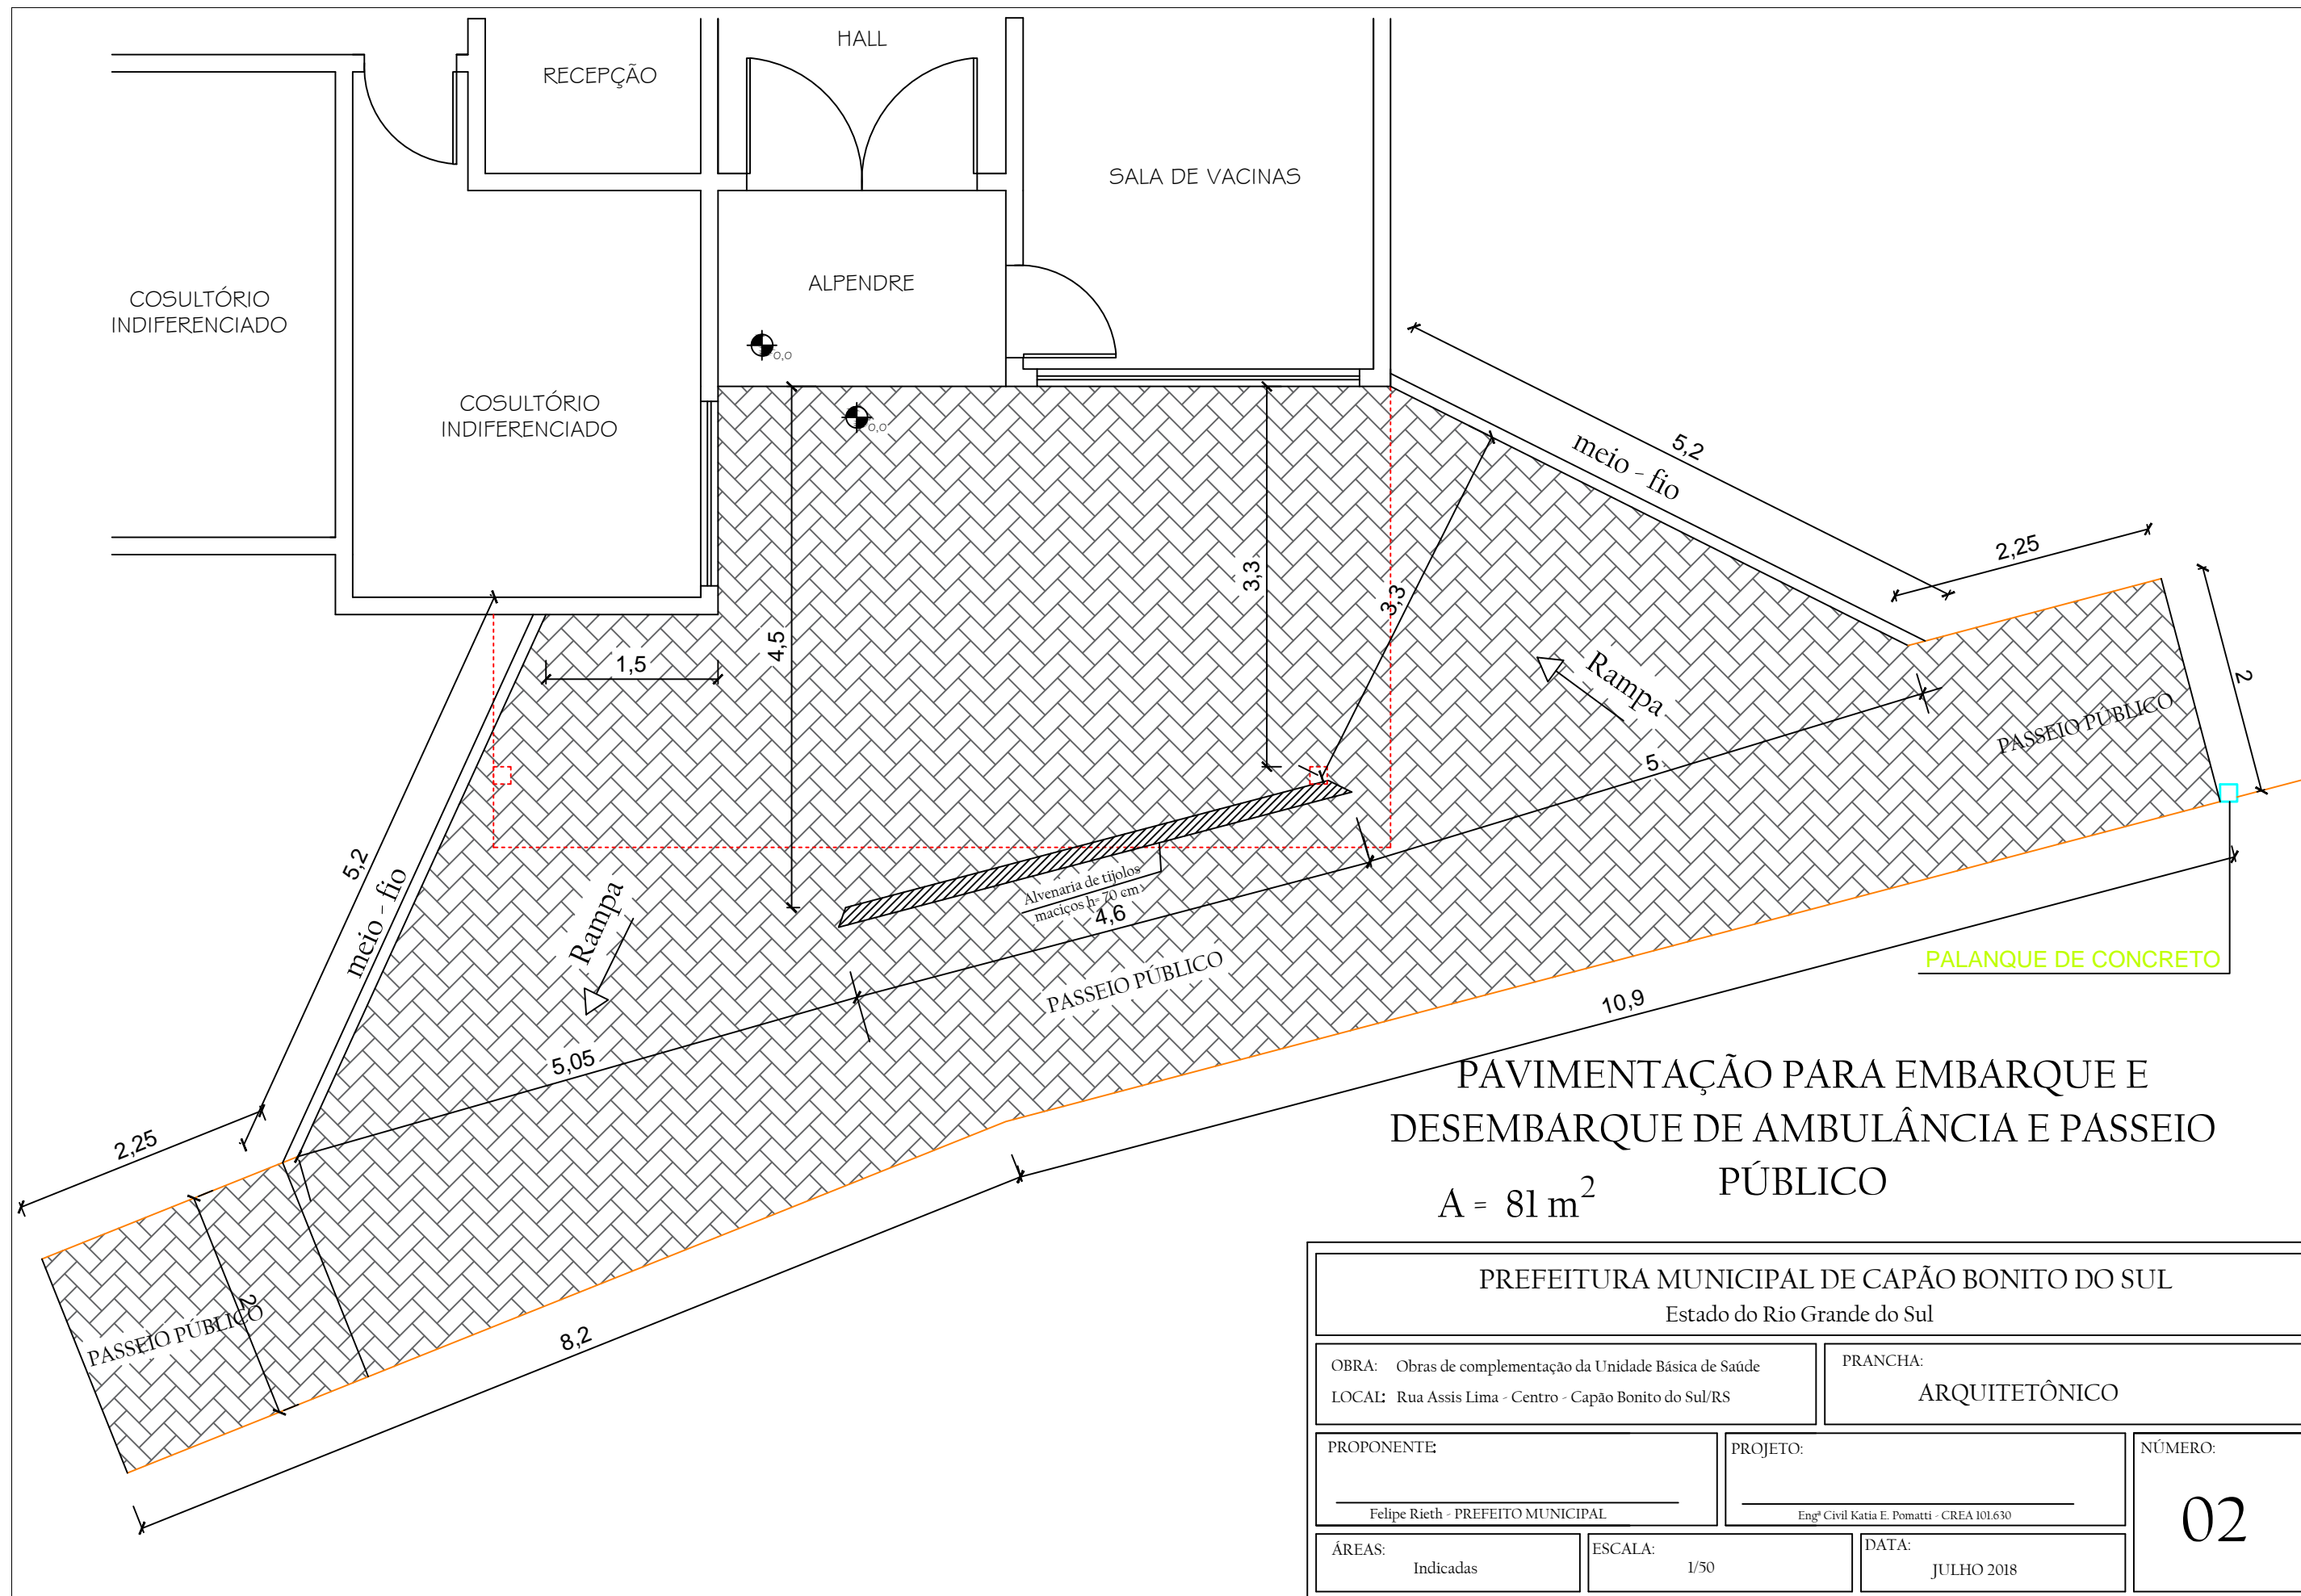 HALL
RECEPÇÃO
SALA DE VACINAS
ALPENDRE
COSULTÓRIO
INDIFERENCIADO
0,0
COSULTÓRIO
INDIFERENCIADO
0,0
5,2
meio - fio
2,25
3,3
3,3
4,5
1,5
2
Rampa
Rampa
PASSEIO PÚBLICO
5
5,2
meio - fio
Alvenaria de tijolos
maciços h= 70 cm
4,6
PASSEIO PÚBLICO
PALANQUE DE CONCRETO
10,9
5,05
2,25
2
PASSEIO PÚBLICO
8,2
PAVIMENTAÇÃO PARA EMBARQUE E
DESEMBARQUE DE AMBULÂNCIA E PASSEIO
PÚBLICO
A = 81 m²
PREFEITURA MUNICIPAL DE CAPÃO BONITO DO SUL
Estado do Rio Grande do Sul
OBRA: Obras de complementação da Unidade Básica de Saúde
LOCAL: Rua Assis Lima - Centro - Capão Bonito do Sul/RS
PRANCHA:
ARQUITETÔNICO
PROPONENTE:
Felipe Rieth - PREFEITO MUNICIPAL
PROJETO:
Engª Civil Katia E. Pomatti - CREA 101.630
NÚMERO:
02
ÁREAS:
Indicadas
ESCALA:
1/50
DATA:
JULHO 2018